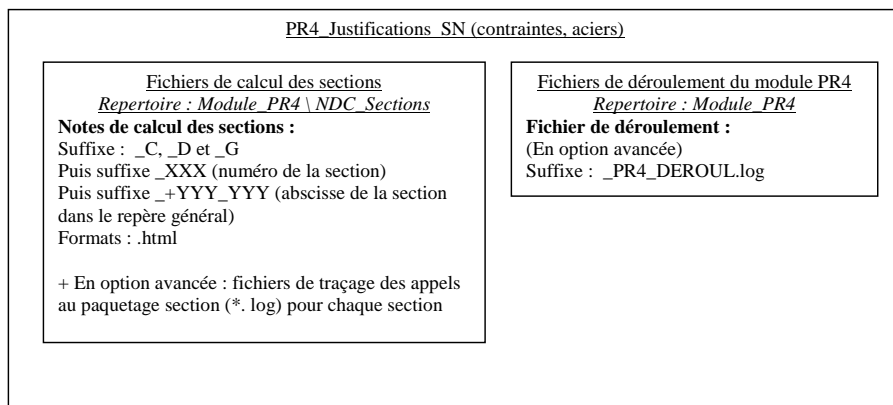 PR4_Justifications SN (contraintes, aciers)
Fichiers de calcul des sections
Repertoire : Module_PR4 \ NDC_Sections
Notes de calcul des sections :
Suffixe :  _C, _D et _G
Puis suffixe _XXX (numéro de la section)
Puis suffixe _+YYY_YYY (abscisse de la section
dans le repère général)
Formats : .html
+ En option avancée : fichiers de traçage des appels
au paquetage section (*. log) pour chaque section
Fichiers de déroulement du module PR4
Repertoire : Module_PR4
Fichier de déroulement :
(En option avancée)
Suffixe :  _PR4_DEROUL.log